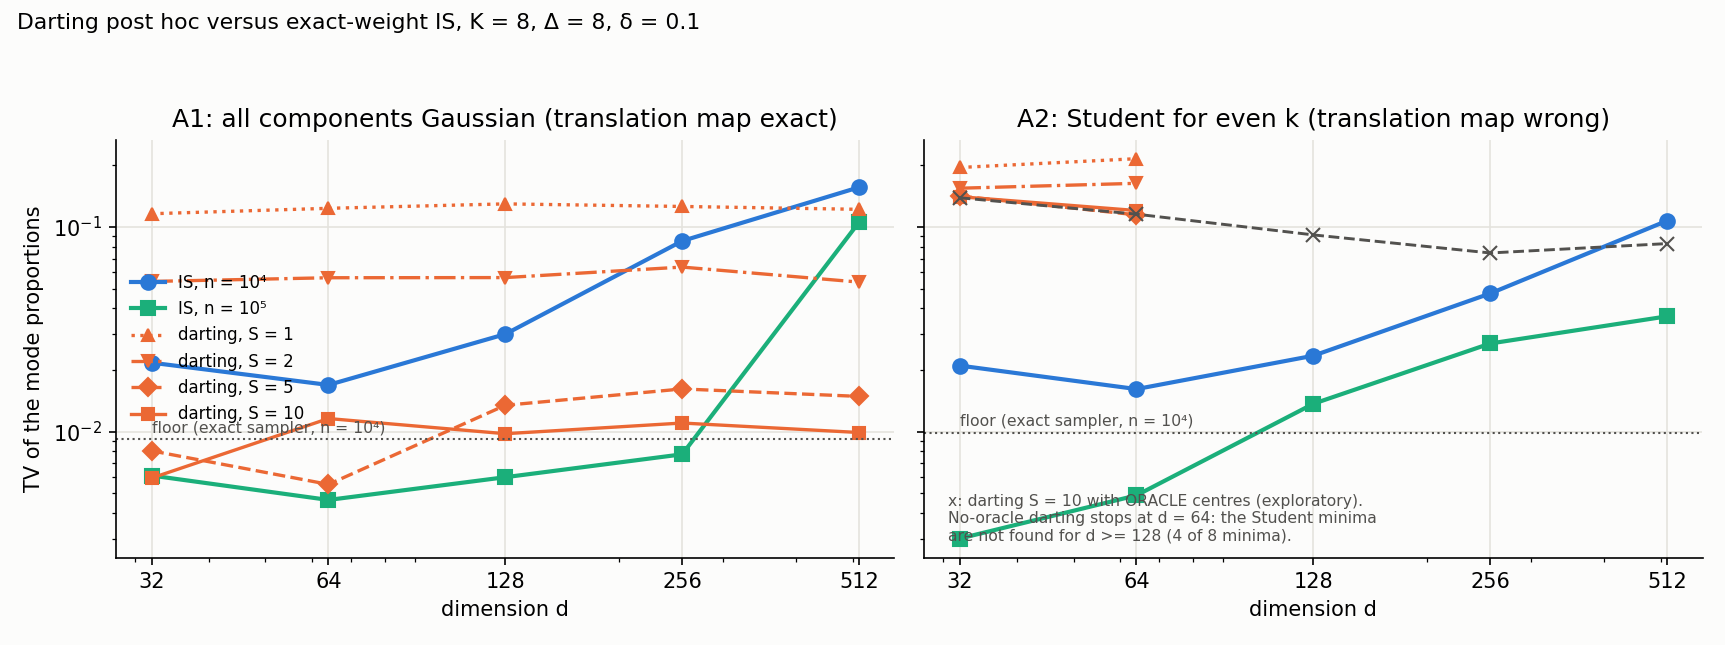 Darting post hoc versus exact-weight IS, K = 8, Δ = 8, δ = 0.1
A1: all components Gaussian (translation map exact)
TV of the mode proportions
10⁻¹
10⁻²
IS, n = 10⁴
IS, n = 10⁵
darting, S = 1
darting, S = 2
darting, S = 5
darting, S = 10
floor (exact sampler, n = 10⁴)
32
64
128
256
512
dimension d
A2: Student for even k (translation map wrong)
floor (exact sampler, n = 10⁴)
x: darting S = 10 with ORACLE centres (exploratory).
No-oracle darting stops at d = 64: the Student minima
are not found for d >= 128 (4 of 8 minima).
32
64
128
256
512
dimension d